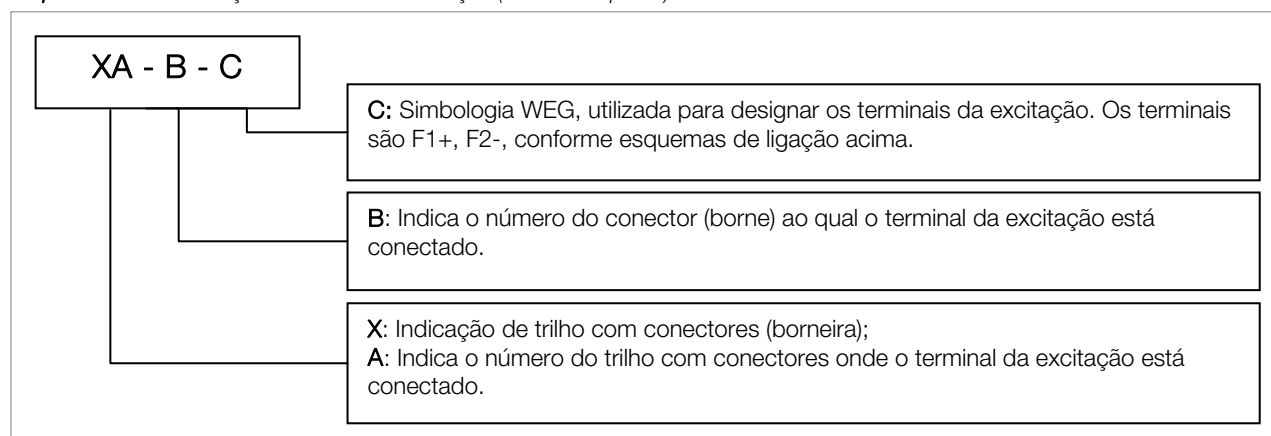 XA - B - C
C: Simbologia WEG, utilizada para designar os terminais da excitação. Os terminais
são F1+, F2-, conforme esquemas de ligação acima.
B: Indica o número do conector (borne) ao qual o terminal da excitação está
conectado.
X: Indicação de trilho com conectores (borneira);
A: Indica o número do trilho com conectores onde o terminal da excitação está
conectado.